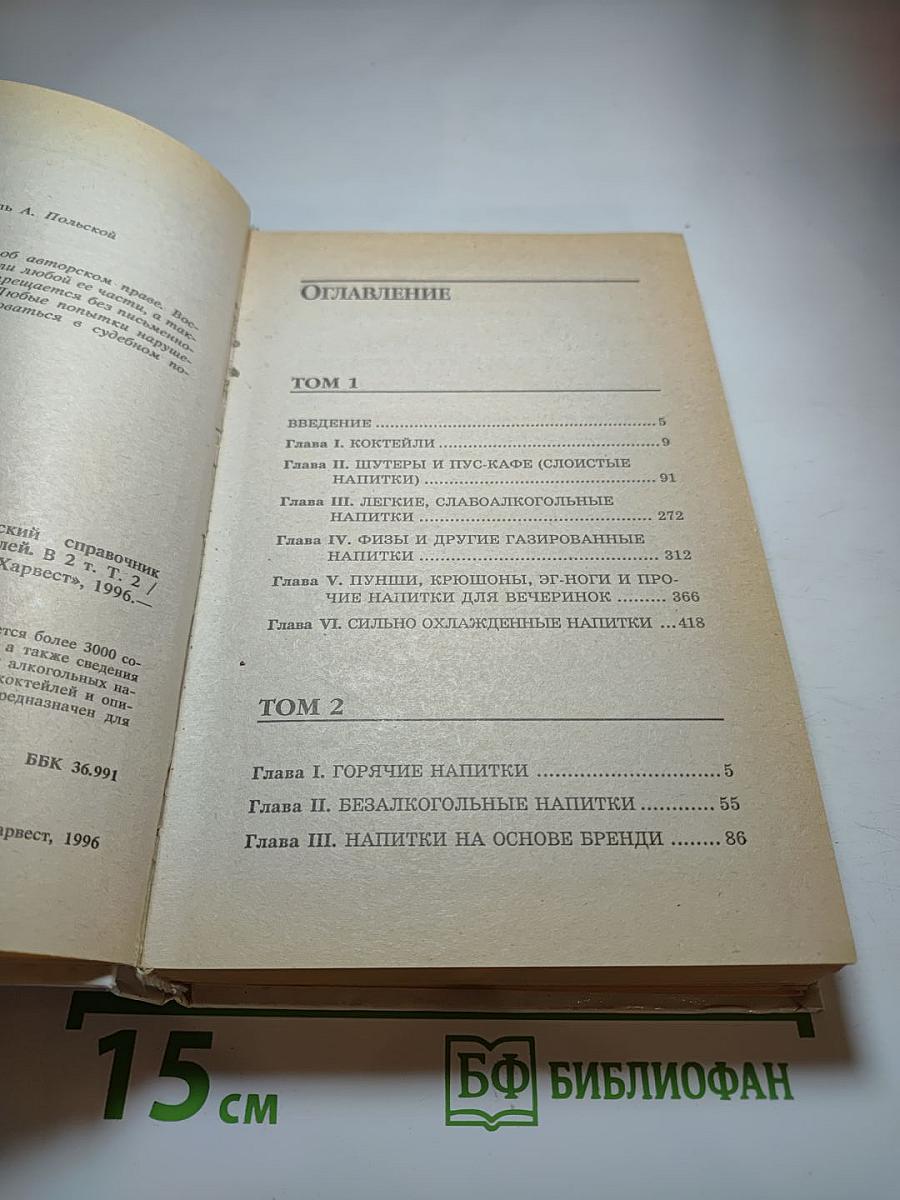 ль А. Польской
об авторском праве. Вос-
ли любой ее части, а так-
рещается без письменно-
Любые попытки наруше-
оваться в судебном по-
ский справочник
лей. В 2 т. Т. 2 /
Харвест», 1996.—
ется более 3000 со-
а также сведения
алкогольных на-
коктейлей и опи-
редназначен для
ББК 36.991
арвест, 1996
ОГЛАВЛЕНИЕ
ТОМ 1
ВВЕДЕНИЕ ........................................................ 5
Глава I. КОКТЕЙЛИ ............................................ 9
Глава II. ШУТЕРЫ И ПУС-КАФЕ (СЛОИСТЫЕ
НАПИТКИ) .............................................. 91
Глава III. ЛЕГКИЕ, СЛАБОАЛКОГОЛЬНЫЕ
НАПИТКИ .............................................. 272
Глава IV. ФИЗЫ И ДРУГИЕ ГАЗИРОВАННЫЕ
НАПИТКИ .............................................. 312
Глава V. ПУНШИ, КРЮШОНЫ, ЭГ-НОГИ И ПРО-
ЧИЕ НАПИТКИ ДЛЯ ВЕЧЕРИНОК ......... 366
Глава VI. СИЛЬНО ОХЛАЖДЕННЫЕ НАПИТКИ ...418
ТОМ 2
Глава I. ГОРЯЧИЕ НАПИТКИ ..............................5
Глава II. БЕЗАЛКОГОЛЬНЫЕ НАПИТКИ ............ 55
Глава III. НАПИТКИ НА ОСНОВЕ БРЕНДИ ........ 86
15 см
БФ БИБЛИОФАН